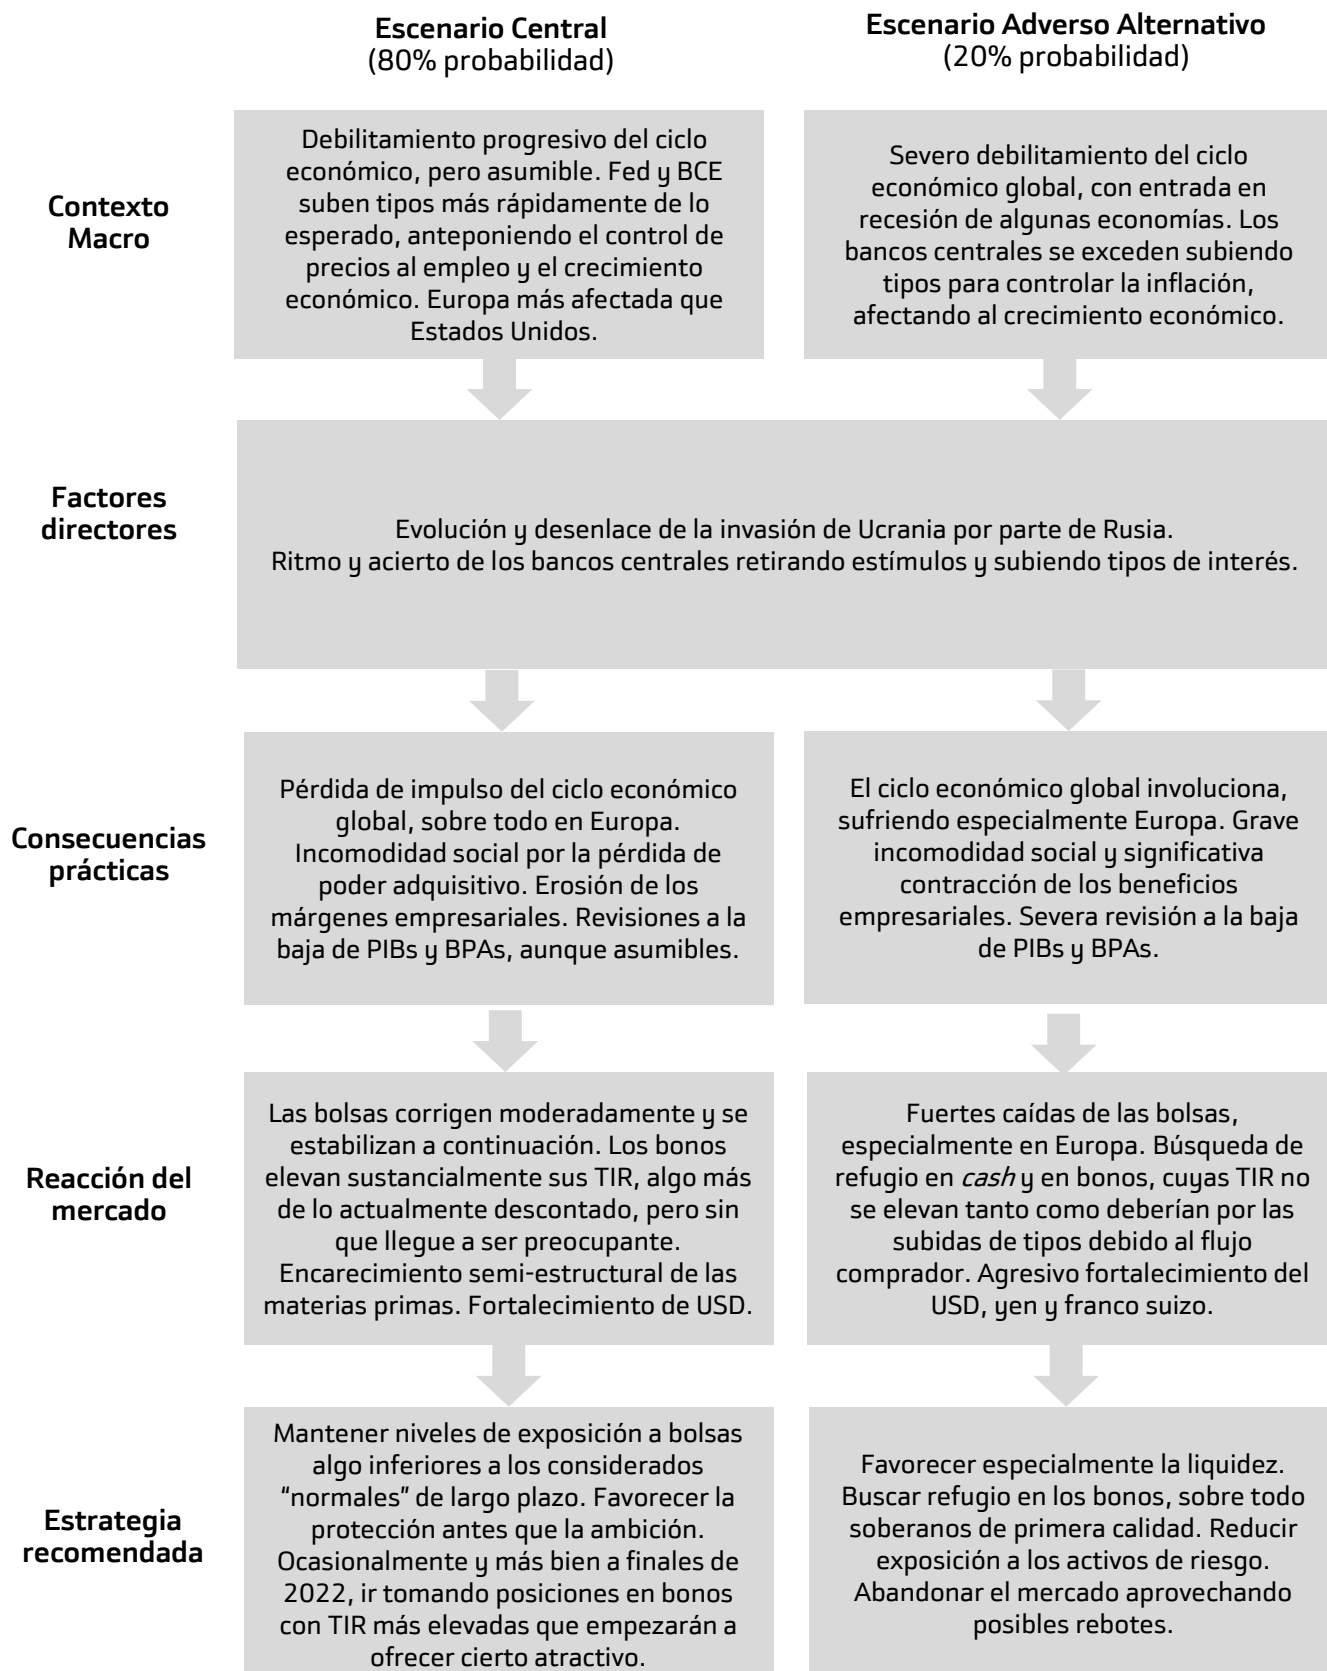 Escenario Central
(80% probabilidad)
Escenario Adverso Alternativo
(20% probabilidad)
Contexto
Macro
Debilitamiento progresivo del ciclo
económico, pero asumible. Fed y BCE
suben tipos más rápidamente de lo
esperado, anteponiendo el control de
precios al empleo y el crecimiento
económico. Europa más afectada que
Estados Unidos.
Severo debilitamiento del ciclo
económico global, con entrada en
recesión de algunas economías. Los
bancos centrales se exceden subiendo
tipos para controlar la inflación,
afectando al crecimiento económico.
Factores
directores
Evolución y desenlace de la invasión de Ucrania por parte de Rusia.
Ritmo y acierto de los bancos centrales retirando estímulos y subiendo tipos de interés.
Consecuencias
prácticas
Pérdida de impulso del ciclo económico
global, sobre todo en Europa.
Incomodidad social por la pérdida de
poder adquisitivo. Erosión de los
márgenes empresariales. Revisiones a la
baja de PIBs y BPAs, aunque asumibles.
El ciclo económico global involuciona,
sufriendo especialmente Europa. Grave
incomodidad social y significativa
contracción de los beneficios
empresariales. Severa revisión a la baja
de PIBs y BPAs.
Reacción del
mercado
Las bolsas corrigen moderadamente y se
estabilizan a continuación. Los bonos
elevan sustancialmente sus TIR, algo más
de lo actualmente descontado, pero sin
que llegue a ser preocupante.
Encarecimiento semi-estructural de las
materias primas. Fortalecimiento de USD.
Fuertes caídas de las bolsas,
especialmente en Europa. Búsqueda de
refugio en cash y en bonos, cuyas TIR no
se elevan tanto como deberían por las
subidas de tipos debido al flujo
comprador. Agresivo fortalecimiento del
USD, yen y franco suizo.
Estrategia
recomendada
Mantener niveles de exposición a bolsas
algo inferiores a los considerados
“normales” de largo plazo. Favorecer la
protección antes que la ambición.
Ocasionalmente y más bien a finales de
2022, ir tomando posiciones en bonos
con TIR más elevadas que empezarán a
ofrecer cierto atractivo.
Favorecer especialmente la liquidez.
Buscar refugio en los bonos, sobre todo
soberanos de primera calidad. Reducir
exposición a los activos de riesgo.
Abandonar el mercado aprovechando
posibles rebotes.